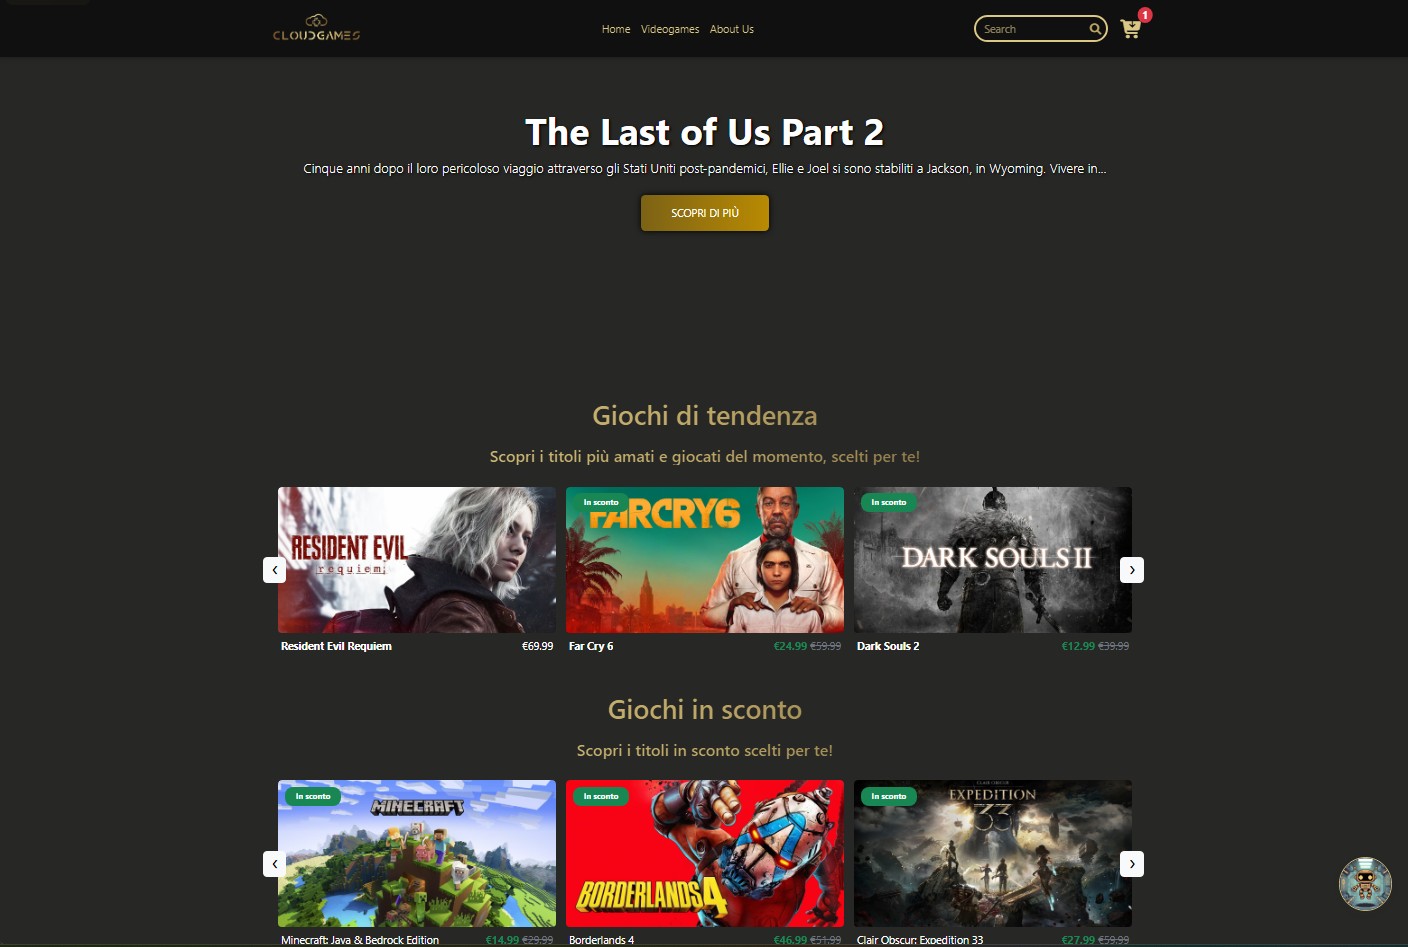 CLOUDGAMES
Home Videogames About Us
Search
1
The Last of Us Part 2
Cinque anni dopo il loro pericoloso viaggio attraverso gli Stati Uniti post-pandemici, Ellie e Joel si sono stabiliti a Jackson, in Wyoming. Vivere in...
SCOPRI DI PIÙ
Giochi di tendenza
Scopri i titoli più amati e giocati del momento, scelti per te!
RESIDENT EVIL
requiem
In sconto
FARCRY6
In sconto
DARK SOULS II
Resident Evil Requiem €69.99
Far Cry 6 €24.99 €59.99
Dark Souls 2 €12.99 €39.99
Giochi in sconto
Scopri i titoli in sconto scelti per te!
In sconto
MINECRAFT
In sconto
BORDERLANDS 4
In sconto
CLAIR OBSCUR
EXPEDITION
33
Minecraft: Java & Bedrock Edition €14.99 €29.99
Borderlands 4 €46.99 €51.99
Clair Obscur: Expedition 33 €27.99 €59.99